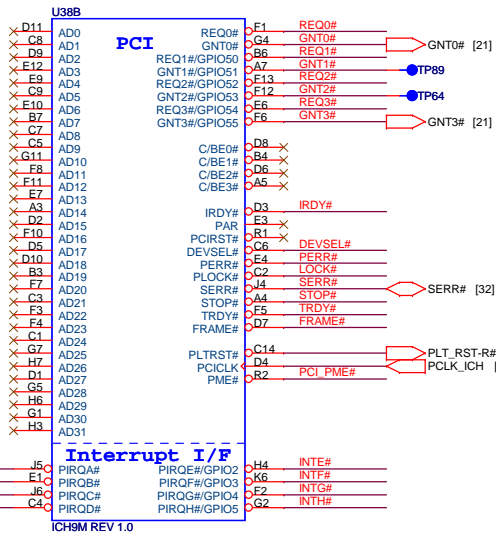 U38B
PCI
D11 AD0 REQ0# F1 REQ0#
C8 AD1 GNT0# G4 GNT0# GNT0# [21]
D9 AD2 REQ1#/GPIO50 B6 REQ1#
E12 AD3 GNT1#/GPIO51 A7 GNT1# TP89
E9 AD4 REQ2#/GPIO52 F13 REQ2#
C9 AD5 GNT2#/GPIO53 F12 GNT2# TP64
E10 AD6 REQ3#/GPIO54 E6 REQ3#
B7 AD7 GNT3#/GPIO55 F6 GNT3# GNT3# [21]
C7 AD8
C5 AD9 C/BE0# D8
G11 AD10 C/BE1# B4
F8 AD11 C/BE2# D6
F11 AD12 C/BE3# A5
E7 AD13
A3 AD14 IRDY# D3 IRDY#
D2 AD15 PAR E3
F10 AD16 PCIRST# R1
D5 AD17 DEVSEL# C6 DEVSEL#
D10 AD18 PERR# E4 PERR#
B3 AD19 PLOCK# C2 LOCK#
F7 AD20 SERR# J4 SERR# SERR# [32]
C3 AD21 STOP# A4 STOP#
F3 AD22 TRDY# F5 TRDY#
F4 AD23 FRAME# D7 FRAME#
C1 AD24
G7 AD25 PLTRST# C14 PLT_RST-R#
H7 AD26 PCICLK D4 PCLK_ICH [
D1 AD27 PME# R2 PCI_PME#
G5 AD28
H6 AD29
G1 AD30
H3 AD31
Interrupt I/F
J5 PIRQA# PIRQE#/GPIO2 H4 INTE#
E1 PIRQB# PIRQF#/GPIO3 K6 INTF#
J6 PIRQC# PIRQG#/GPIO4 F2 INTG#
C4 PIRQD# PIRQH#/GPIO5 G2 INTH#
ICH9M REV 1.0